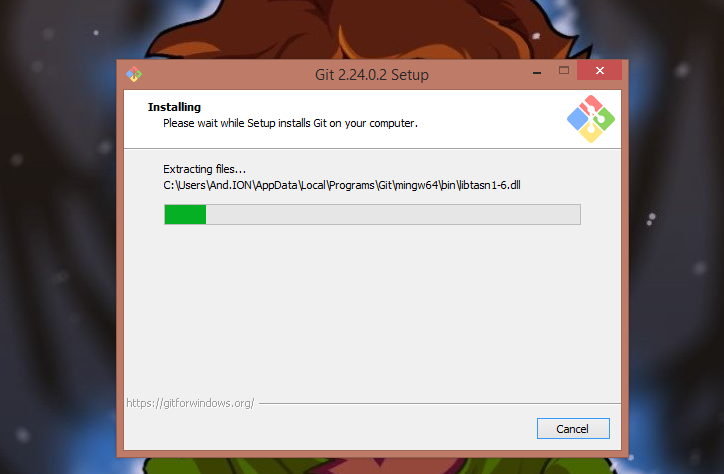 Git 2.24.0.2 Setup
Installing
Please wait while Setup installs Git on your computer.
Extracting files...
C:\Users\And.ION\AppData\Local\Programs\Git\mingw64\bin\libtasn1-6.dll
https://gitforwindows.org/
Cancel